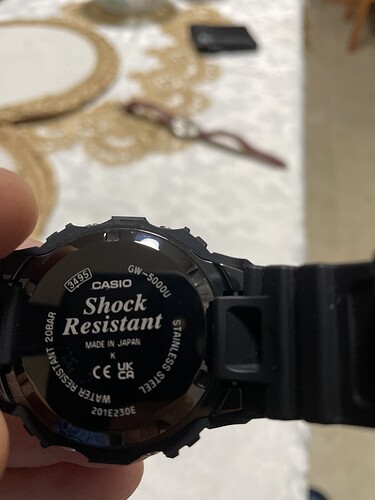 3495
CASIO
GW-5000U
Shock
Resistant
MADE IN JAPAN
K
CE UK
CA
WATER RESISTANT 20BAR
STAINLESS STEEL
201E230E